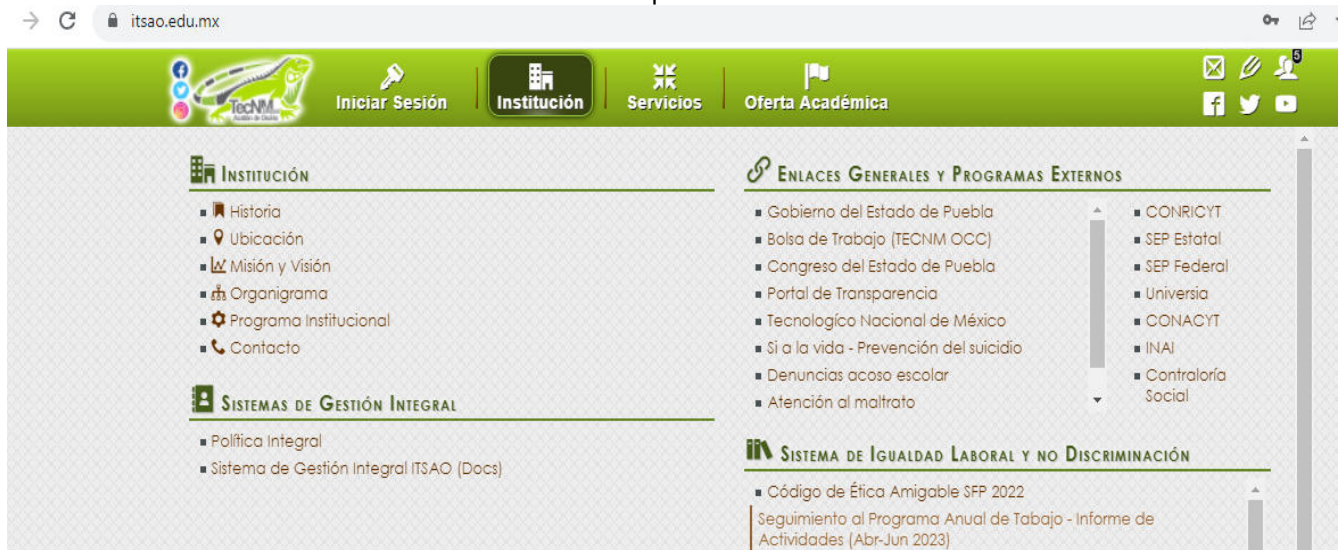 itsao.edu.mx
TecNM
Acatlán de Osorio
Iniciar Sesión
Institución
Servicios
Oferta Académica
5
Institución
Historia
Ubicación
Misión y Visión
Organigrama
Programa Institucional
Contacto
Sistemas de Gestión Integral
Política Integral
Sistema de Gestión Integral ITSAO (Docs)
Enlaces Generales y Programas Externos
Gobierno del Estado de Puebla
Bolsa de Trabajo (TECNM OCC)
Congreso del Estado de Puebla
Portal de Transparencia
Tecnologíco Nacional de México
Si a la vida - Prevención del suicidio
Denuncias acoso escolar
Atención al maltrato
CONRICYT
SEP Estatal
SEP Federal
Universia
CONACYT
INAI
Contraloría
Social
Sistema de Igualdad Laboral y no Discriminación
Código de Ética Amigable SFP 2022
Seguimiento al Programa Anual de Tabajo - Informe de
Actividades (Abr-Jun 2023)